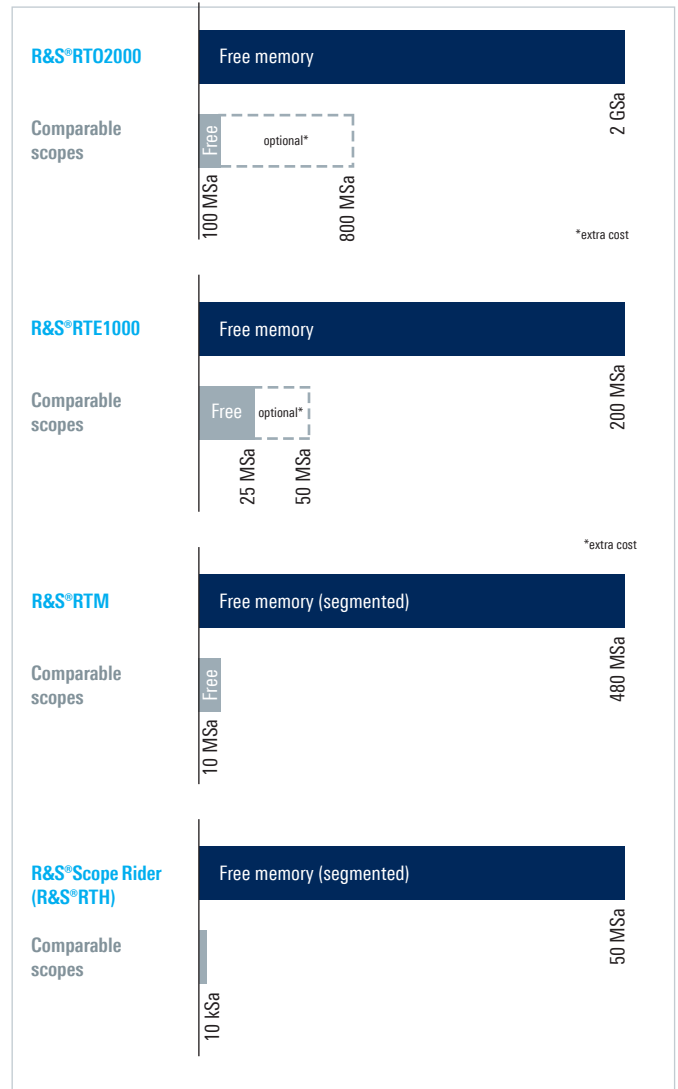 R&S®RTO2000
Free memory
2 GSa
Comparable
scopes
Free
optional*
100 MSa
800 MSa
*extra cost
R&S®RTE1000
Free memory
200 MSa
Comparable
scopes
Free
optional*
25 MSa
50 MSa
*extra cost
R&S®RTM
Free memory (segmented)
480 MSa
Comparable
scopes
Free
10 MSa
R&S®Scope Rider
(R&S®RTH)
Free memory (segmented)
50 MSa
Comparable
scopes
10 kSa